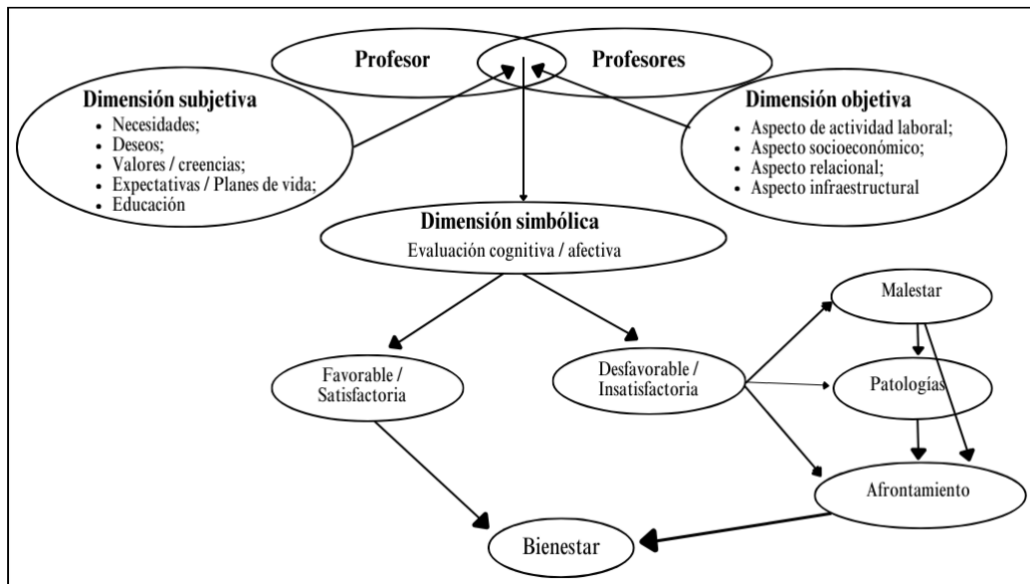 Profesor
Profesores
Dimensión subjetiva
• Necesidades;
• Deseos;
• Valores / creencias;
• Expectativas / Planes de vida;
• Educación
Dimensión objetiva
• Aspecto de actividad laboral;
• Aspecto socioeconómico;
• Aspecto relacional;
• Aspecto infraestructural
Dimensión simbólica
Evaluación cognitiva / afectiva
Favorable /
Satisfactoria
Desfavorable /
Insatisfactoria
Malestar
Patologías
Afrontamiento
Bienestar